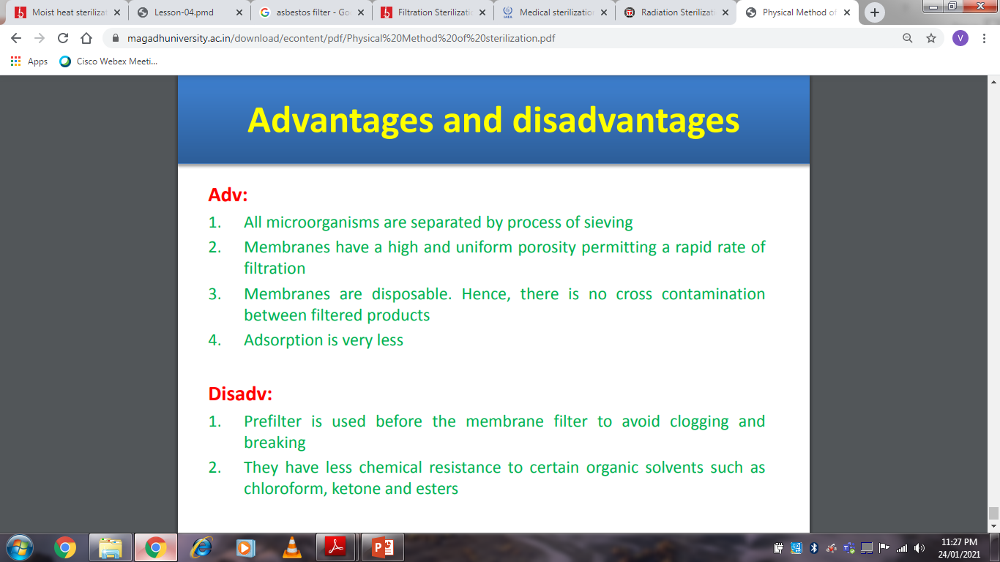 Moist heat sterilizat
Lesson-04.pmd
asbestos filter - Go
Filtration Sterilizati
Medical sterilization
Radiation Sterilizati
Physical Method of
magadhuniversity.ac.in/download/econtent/pdf/Physical%20Method%20of%20sterilization.pdf
V
Apps
Cisco Webex Meeti...
Advantages and disadvantages
Adv:
1. All microorganisms are separated by process of sieving
2. Membranes have a high and uniform porosity permitting a rapid rate of
filtration
3. Membranes are disposable. Hence, there is no cross contamination
between filtered products
4. Adsorption is very less
Disadv:
1. Prefilter is used before the membrane filter to avoid clogging and
breaking
2. They have less chemical resistance to certain organic solvents such as
chloroform, ketone and esters
11:27 PM
24/01/2021